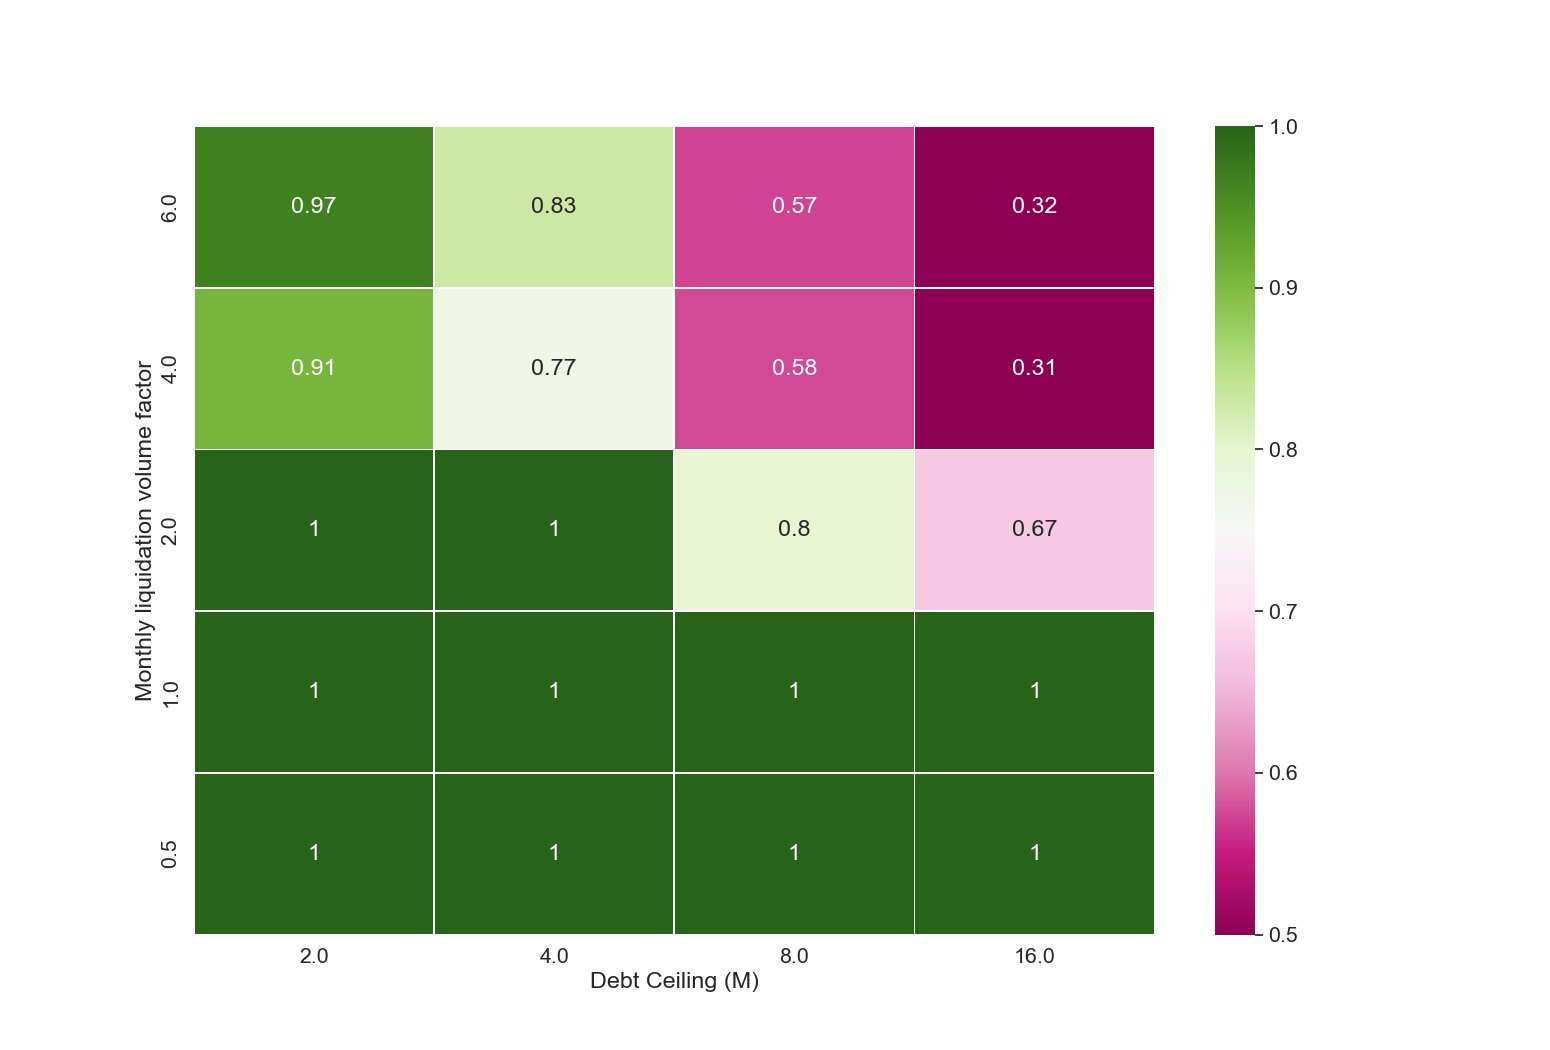 6.0 0.97 0.83 0.57 0.32
4.0 0.91 0.77 0.58 0.31
2.0 1 1 0.8 0.67
1.0 1 1 1 1
0.5 1 1 1 1
2.0 4.0 8.0 16.0
Debt Ceiling (M)
Monthly liquidation volume factor
1.0
0.9
0.8
0.7
0.6
0.5